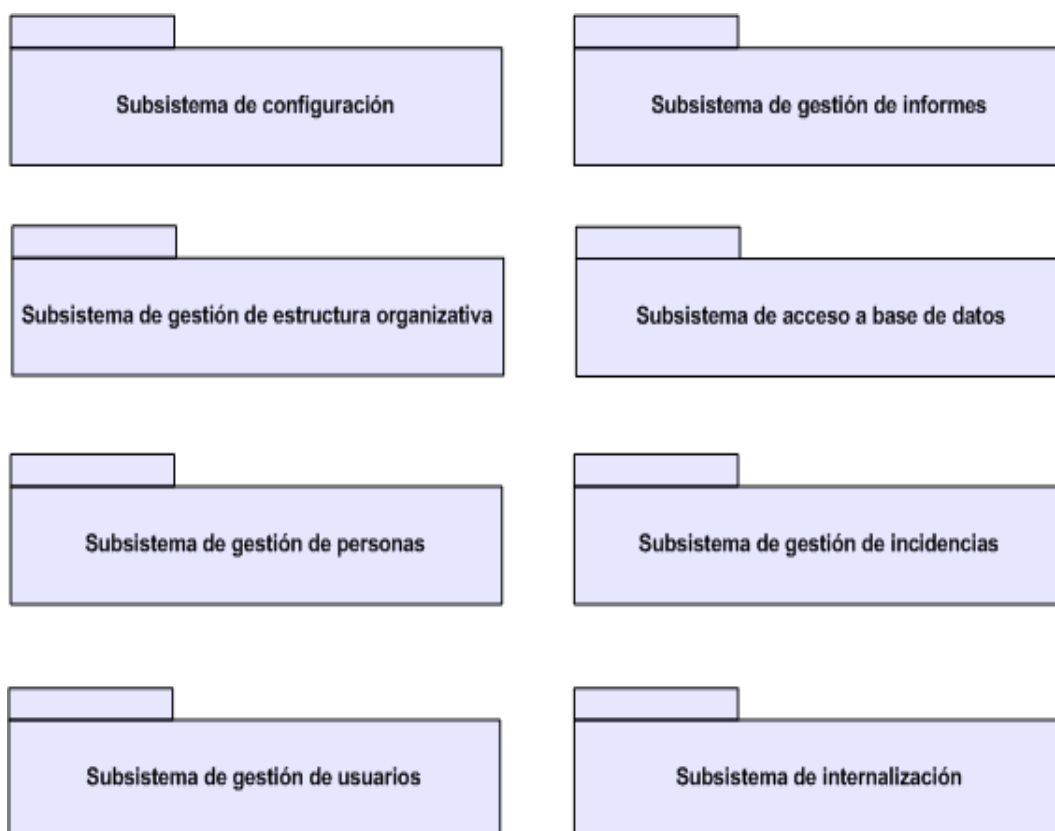 Subsistema de configuración
Subsistema de gestión de informes
Subsistema de gestión de estructura organizativa
Subsistema de acceso a base de datos
Subsistema de gestión de personas
Subsistema de gestión de incidencias
Subsistema de gestión de usuarios
Subsistema de internalización